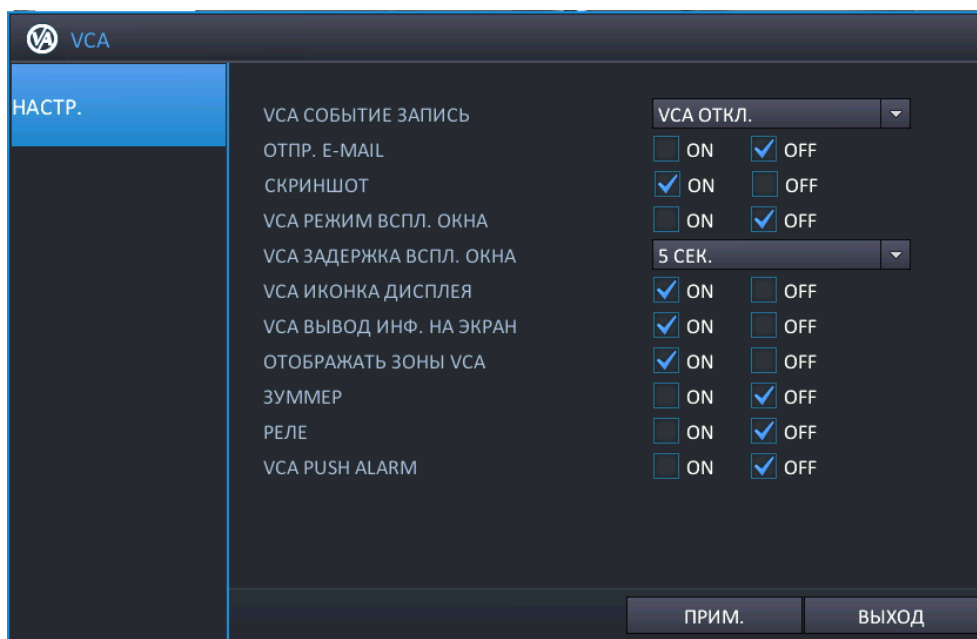 VA VCA
НАСТР.
VCA СОБЫТИЕ ЗАПИСЬ VCA ОТКЛ.
ОТПР. E-MAIL ON OFF
СКРИНШОТ ON OFF
VCA РЕЖИМ ВСПЛ. ОКНА ON OFF
VCA ЗАДЕРЖКА ВСПЛ. ОКНА 5 СЕК.
VCA ИКОНКА ДИСПЛЕЯ ON OFF
VCA ВЫВОД ИНФ. НА ЭКРАН ON OFF
ОТОБРАЖАТЬ ЗОНЫ VCA ON OFF
ЗУММЕР ON OFF
РЕЛЕ ON OFF
VCA PUSH ALARM ON OFF
ПРИМ. ВЫХОД